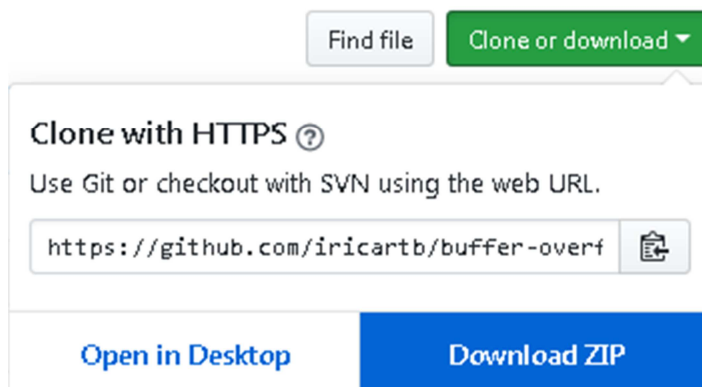 Find file
Clone or download
Clone with HTTPS
Use Git or checkout with SVN using the web URL.
https://github.com/iricartb/buffer-overf
Open in Desktop
Download ZIP